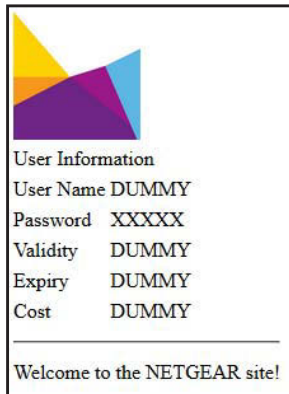 User Information
User Name DUMMY
Password XXXXX
Validity DUMMY
Expiry DUMMY
Cost DUMMY
Welcome to the NETGEAR site!